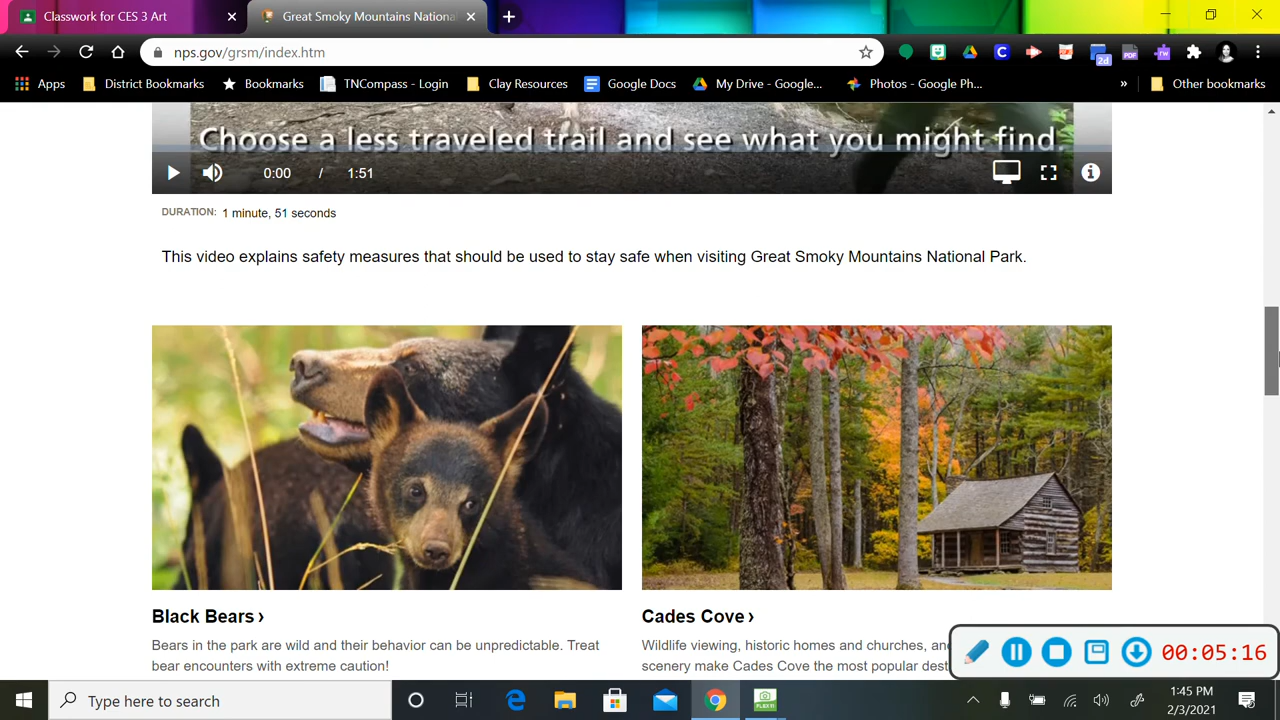 Classwork for CES 3 Art
Great Smoky Mountains National
nps.gov/grsm/index.htm
2d
PDF
rw
Apps
District Bookmarks
Bookmarks
TNCompass - Login
Clay Resources
Google Docs
My Drive - Google...
Photos - Google Ph...
»
Other bookmarks
Choose a less traveled trail and see what you might find.
0:00 / 1:51
DURATION: 1 minute, 51 seconds
This video explains safety measures that should be used to stay safe when visiting Great Smoky Mountains National Park.
Black Bears ›
Bears in the park are wild and their behavior can be unpredictable. Treat
bear encounters with extreme caution!
Cades Cove ›
Wildlife viewing, historic homes and churches,
scenery make Cades Cove the most popular
00:05:16
Type here to search
1:45 PM
2/3/2021